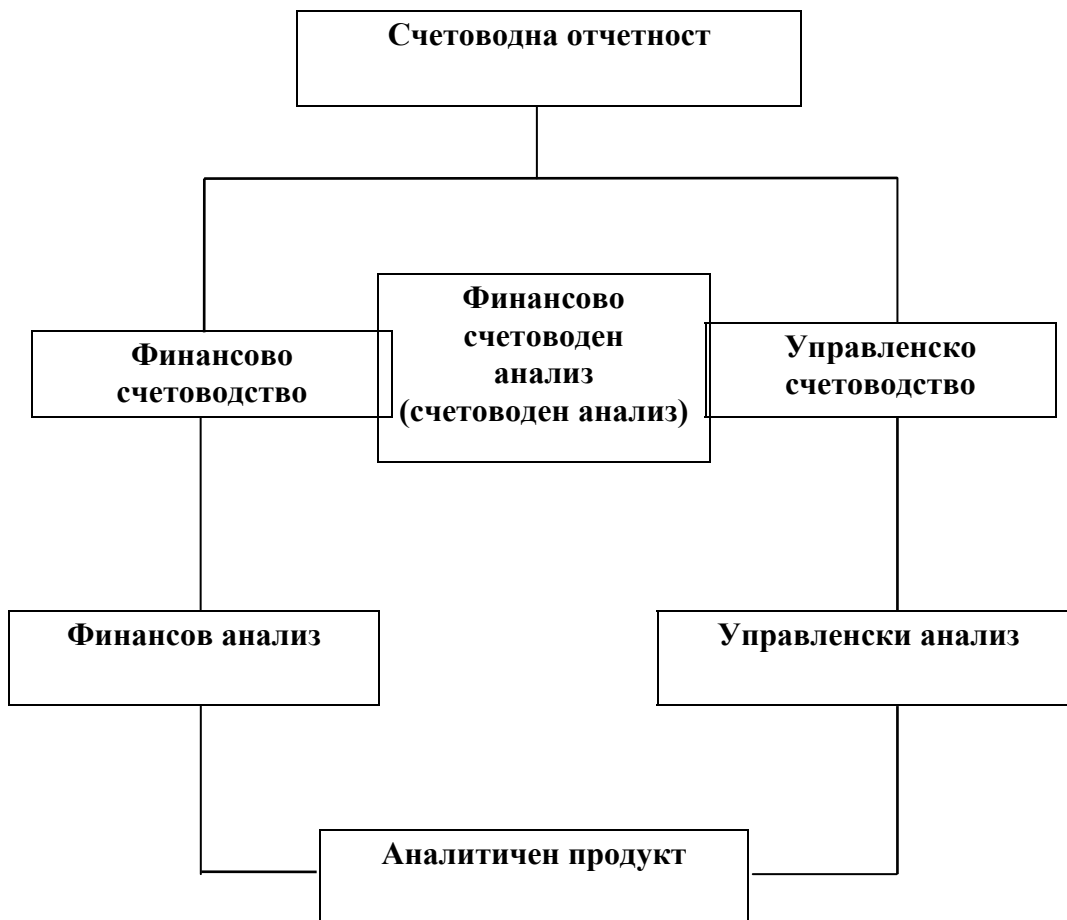 Счетоводна отчетност
Финансово
счетоводство
Финансово
счетоводен
анализ
(счетоводен анализ)
Управленско
счетоводство
Финансов анализ
Управленски анализ
Аналитичен продукт